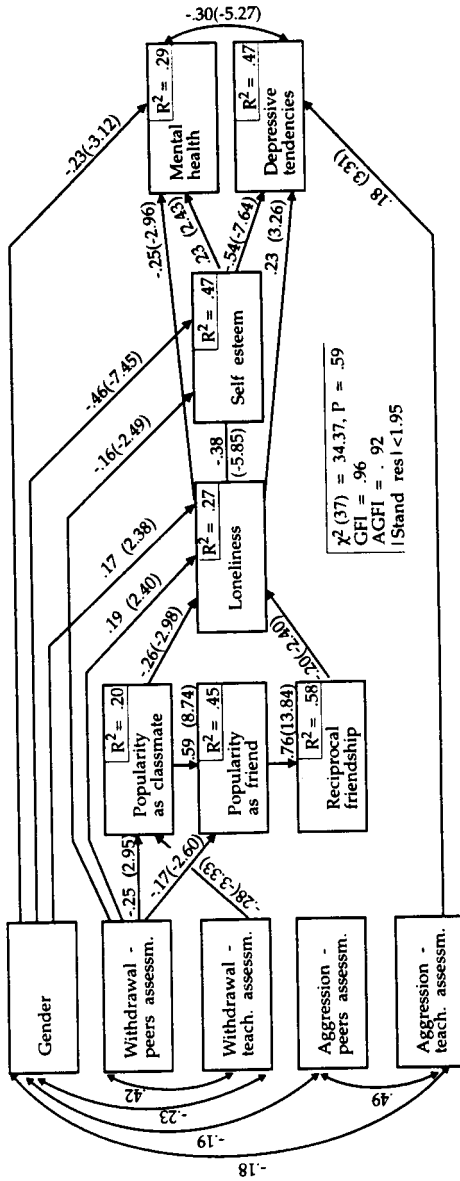 Gender
Withdrawal -
peers assessm.
Withdrawal -
teach. assessm.
Aggression -
peers assessm.
Aggression -
teach. assessm.
.42
-.23
-.19
-.18
.49
-.25 (2.95)
-.17(-2.60)
-.28(-3.33)
R² = .20
Popularity
as classmate
.59 (8.74)
R² = .45
Popularity
as friend
.76(13.84)
R² = .58
Reciprocal
friendship
-.26(-2.98)
-.20(-2.40)
.19 (2.40)
.17 (2.38)
R² = .27
Loneliness
-.38
(-5.85)
-.16(-2.49)
-.46(-7.45)
R² = .47
Self esteem
-.23(-3.12)
-.25(-2.96)
.23 (2.43)
-.54(-7.64)
.23 (3.26)
.18 (3.31)
R² = .29
Mental
health
R² = .47
Depressive
tendencies
-.30(-5.27)
χ² (37) = 34.37, P = .59
GFI = .96
AGFI = . 92
|Stand res| <1.95